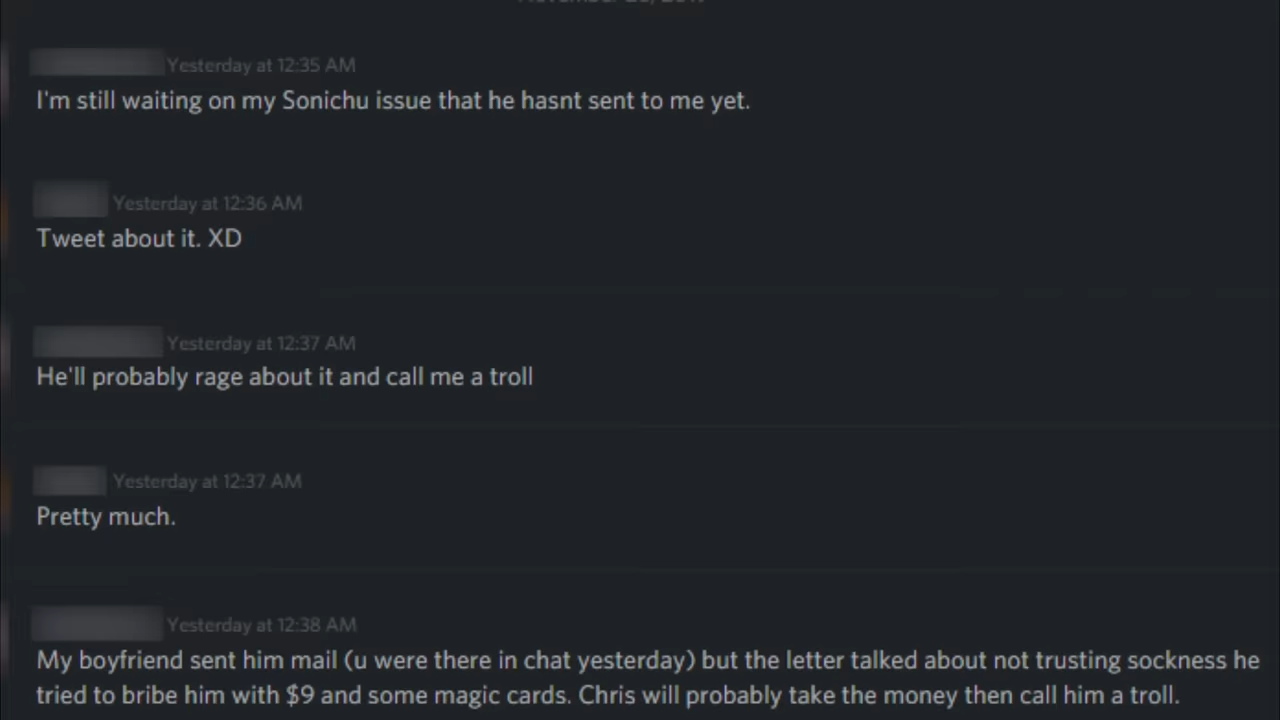 Yesterday at 12:35 AM
I'm still waiting on my Sonichu issue that he hasnt sent to me yet.
Yesterday at 12:36 AM
Tweet about it. XD
Yesterday at 12:37 AM
He'll probably rage about it and call me a troll
Yesterday at 12:37 AM
Pretty much.
Yesterday at 12:38 AM
My boyfriend sent him mail (u were there in chat yesterday) but the letter talked about not trusting sockness he
tried to bribe him with $9 and some magic cards. Chris will probably take the money then call him a troll.